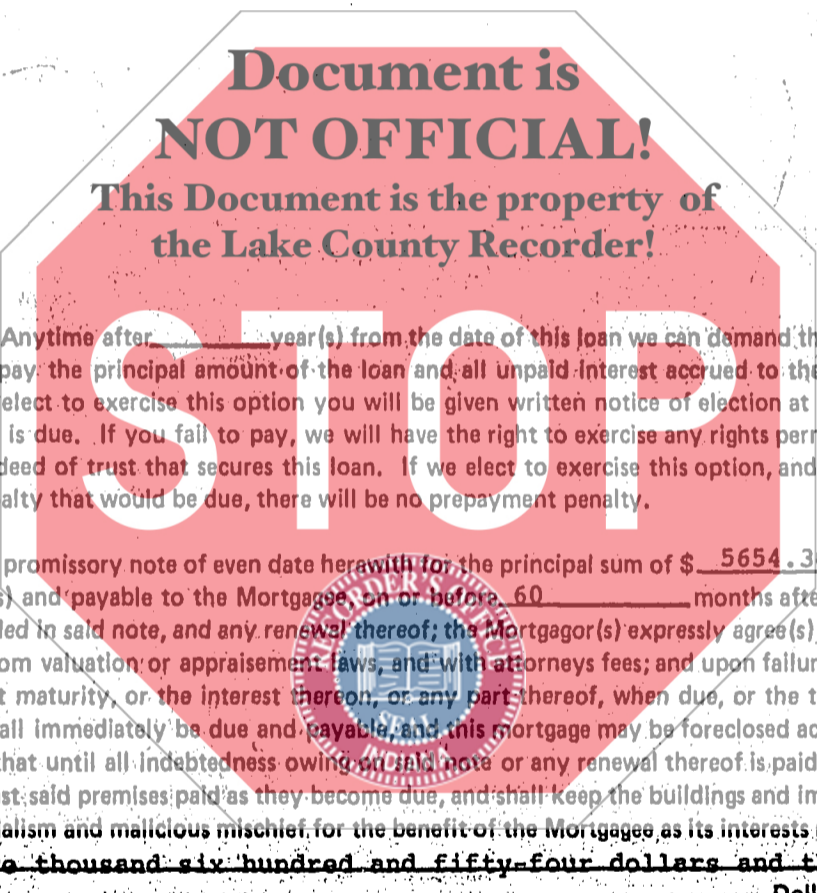 Document is
NOT OFFICIAL!
This Document is the property of
the Lake County Recorder!
STOP
Anytime after year(s) from the date of this loan we can demand th
pay the principal amount of the loan and all unpaid interest accrued to the
elect to exercise this option you will be given written notice of election at
is due. If you fail to pay, we will have the right to exercise any rights perm
deed of trust that secures this loan. If we elect to exercise this option, and
alty that would be due, there will be no prepayment penalty.
promissory note of even date herewith for the principal sum of $ 5654.3
s) and payable to the Mortgagee, on or before 60 months afte
led in said note, and any renewal thereof; the Mortgagor(s) expressly agree(s)
om valuation or appraisement laws, and with attorneys fees; and upon failur
t maturity, or the interest thereon, or any part thereof, when due, or the t
all immediately be due and payable, and this mortgage may be foreclosed ac
hat until all indebtedness owing on said note or any renewal thereof is paid
st said premises paid as they become due, and shall keep the buildings and im
alism and malicious mischief for the benefit of the Mortgagee as its interests
e thousand six hundred and fifty-four dollars and t
Doll
SEAL
INDIANA